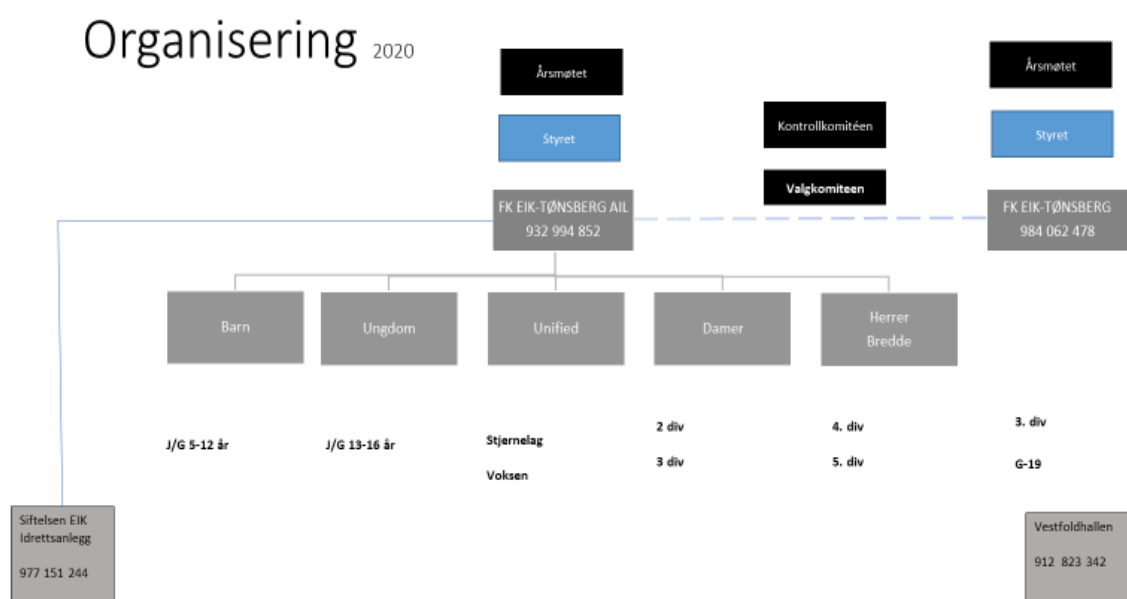 Organisering 2020
Årsmøtet
Årsmøtet
Kontrollkomitéen
Styret
Styret
Valgkomiteen
FK EIK-TØNSBERG AIL
932 994 852
FK EIK-TØNSBERG
984 062 478
Barn
Ungdom
Unified
Damer
Herrer
Bredde
J/G 5-12 år
J/G 13-16 år
Stjernelag
Voksen
2 div
3 div
4. div
5. div
3. div
G-19
Siftelsen EIK
Idrettsanlegg
977 151 244
Vestfoldhallen
912 823 342